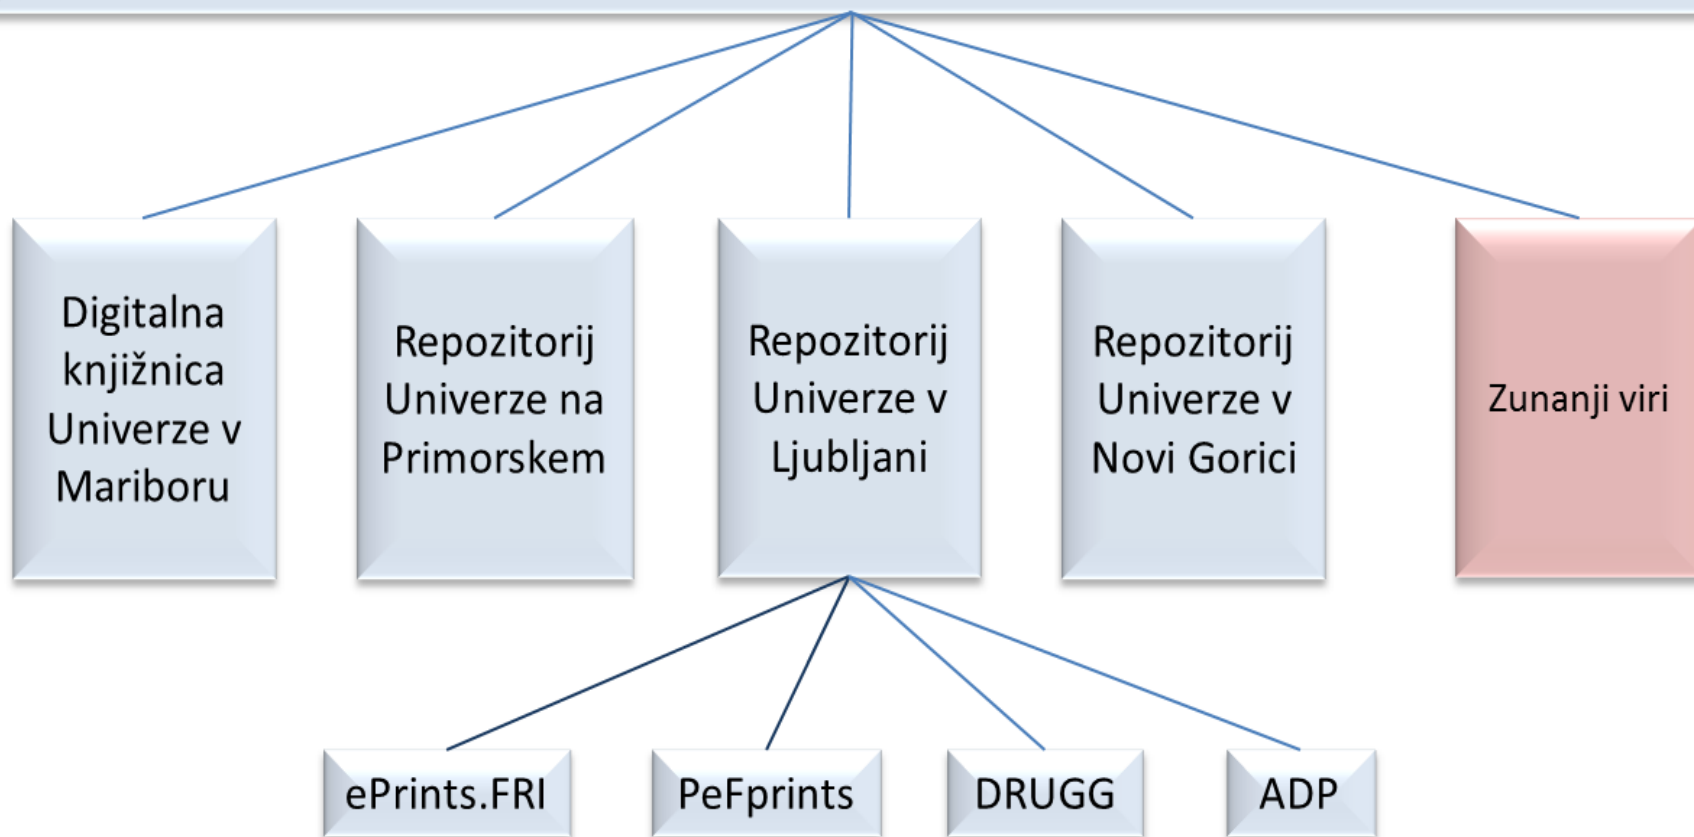 Digitalna
knjižnica
Univerze v
Mariboru
Repozitorij
Univerze na
Primorskem
Repozitorij
Univerze v
Ljubljani
Repozitorij
Univerze v
Novi Gorici
Zunanji viri
ePrints.FRI
PeFprints
DRUGG
ADP